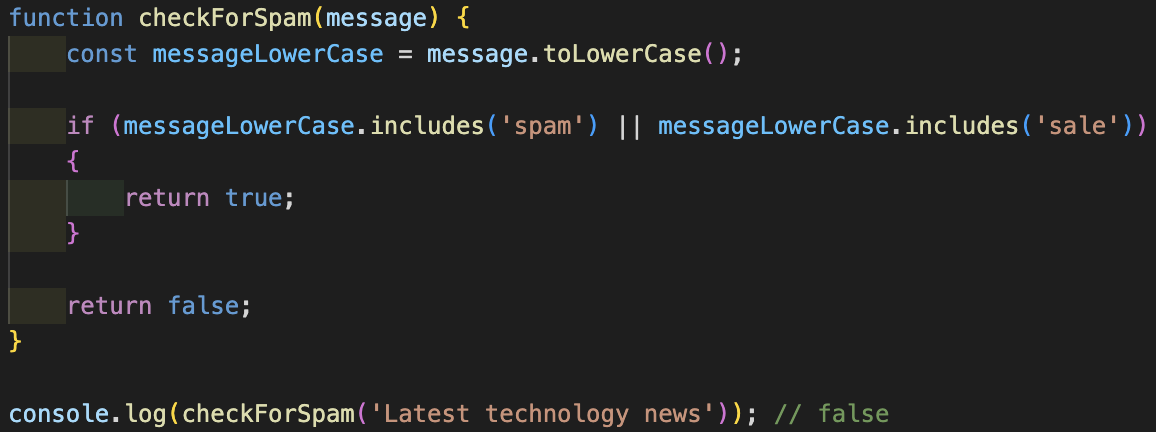 function checkForSpam(message) {
    const messageLowerCase = message.toLowerCase();

    if (messageLowerCase.includes('spam') || messageLowerCase.includes('sale'))
    {
        return true;
    }

    return false;
}

console.log(checkForSpam('Latest technology news')); // false